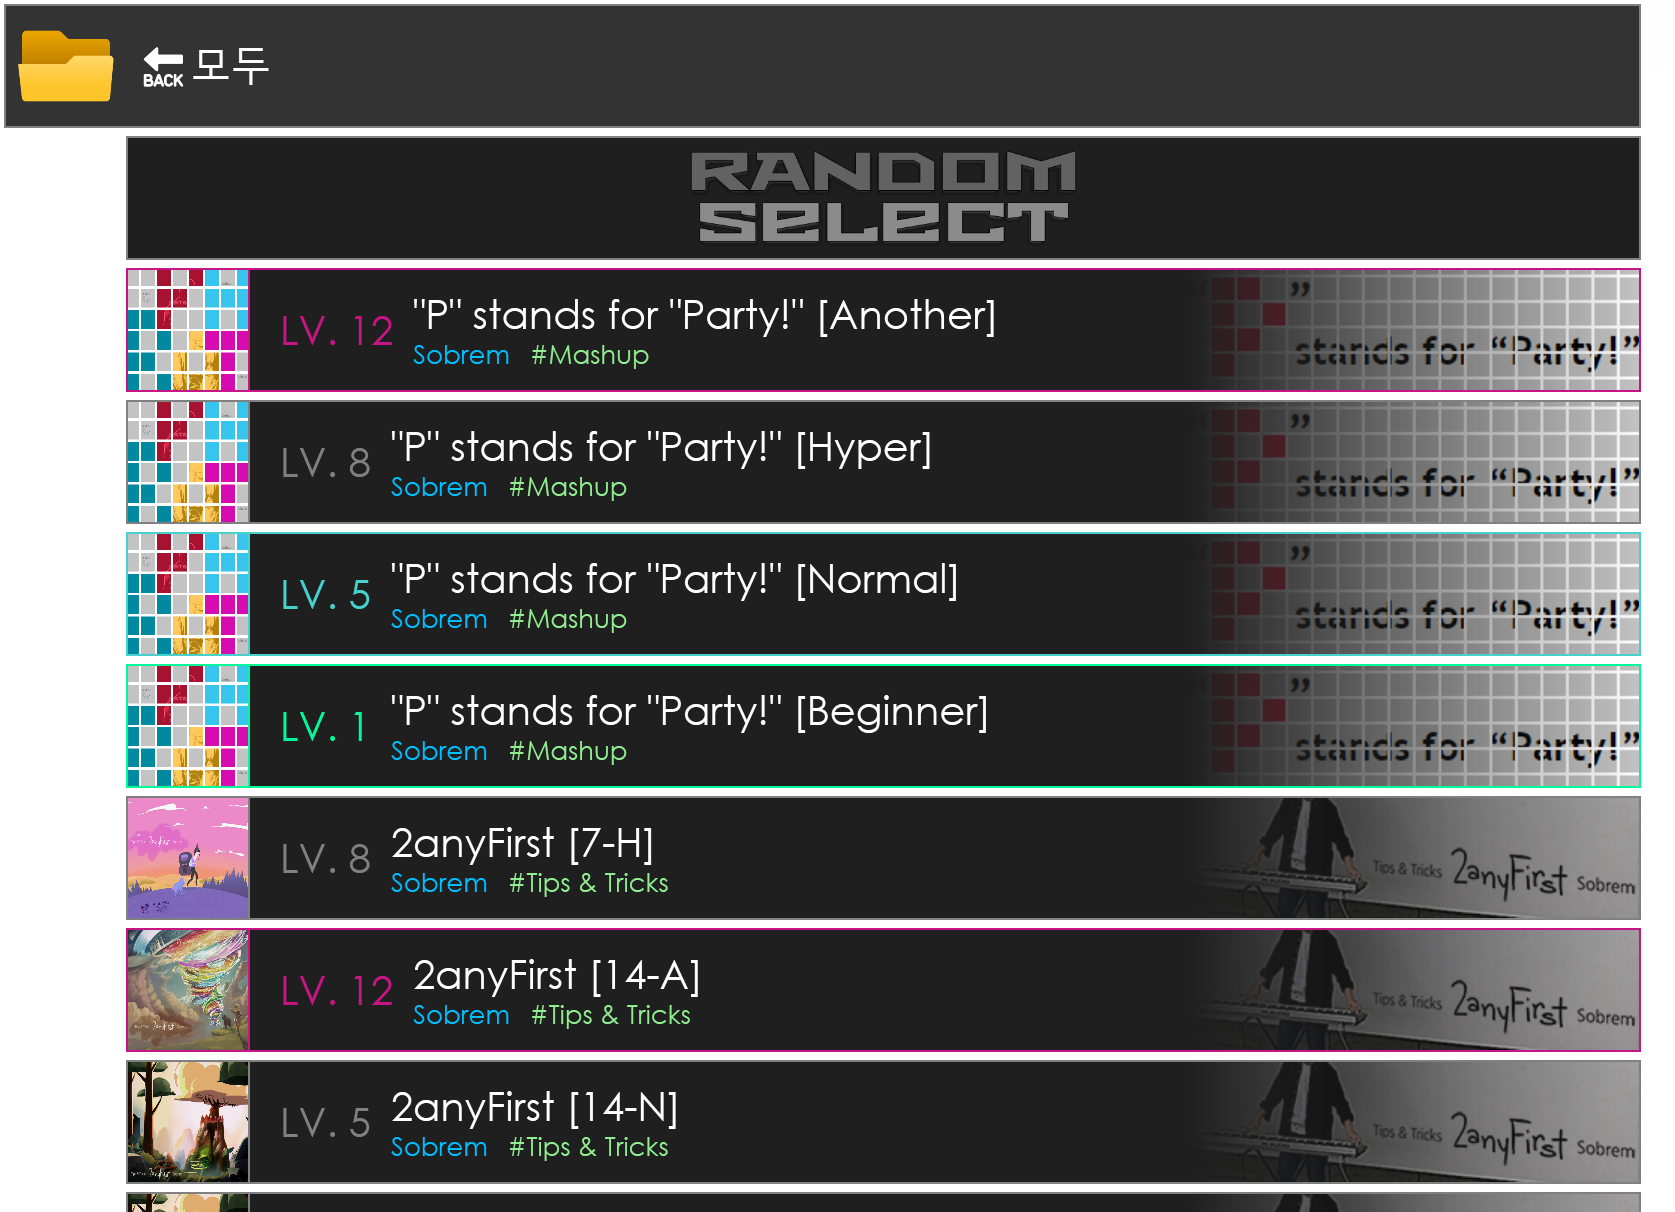 BACK 모두
RANDOM
SELECT
LV. 12 "P" stands for "Party!" [Another]
Sobrem #Mashup
”
stands for “Party!”
LV. 8 "P" stands for "Party!" [Hyper]
Sobrem #Mashup
”
stands for “Party!”
LV. 5 "P" stands for "Party!" [Normal]
Sobrem #Mashup
”
stands for “Party!”
LV. 1 "P" stands for "Party!" [Beginner]
Sobrem #Mashup
”
stands for “Party!”
LV. 8 2anyFirst [7-H]
Sobrem #Tips & Tricks
Tips & Tricks 2anyFirst Sobrem
LV. 12 2anyFirst [14-A]
Sobrem #Tips & Tricks
Tips & Tricks 2anyFirst Sobrem
LV. 5 2anyFirst [14-N]
Sobrem #Tips & Tricks
Tips & Tricks 2anyFirst Sobrem